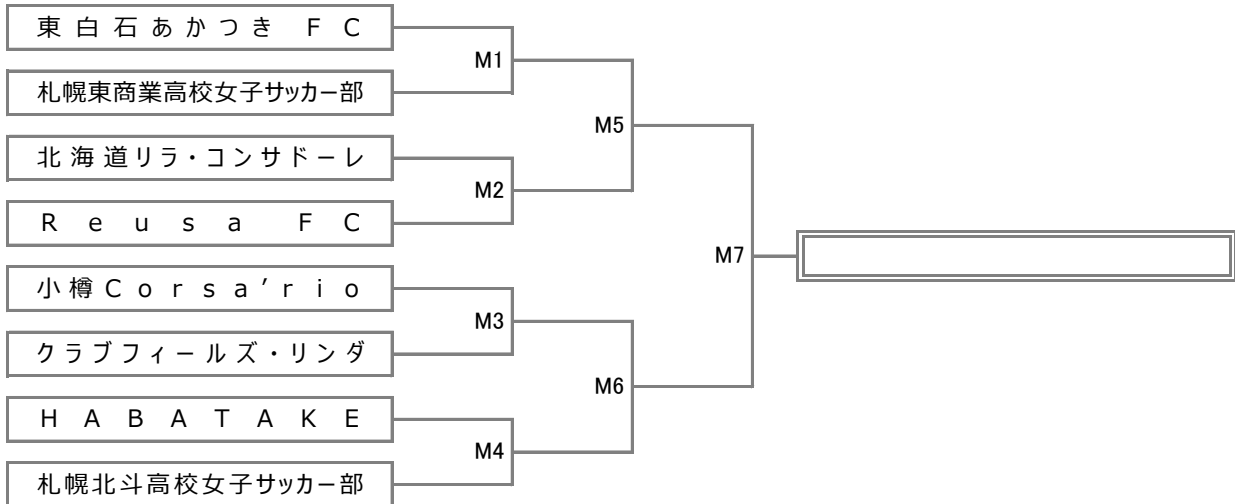 東白石あかつき FC
M1
札幌東商業高校女子サッカー部
M5
北海道リラ・コンサドーレ
M2
Reusa FC
M7
小樽Corsa'rio
M3
クラブフィールズ・リンダ
M6
HABATAKE
M4
札幌北斗高校女子サッカー部